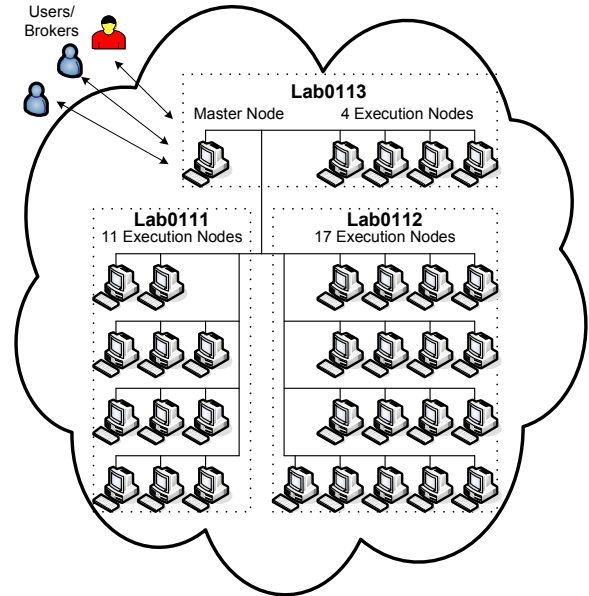 Users/
Brokers
Lab0113
Master Node
4 Execution Nodes
Lab0111
11 Execution Nodes
Lab0112
17 Execution Nodes